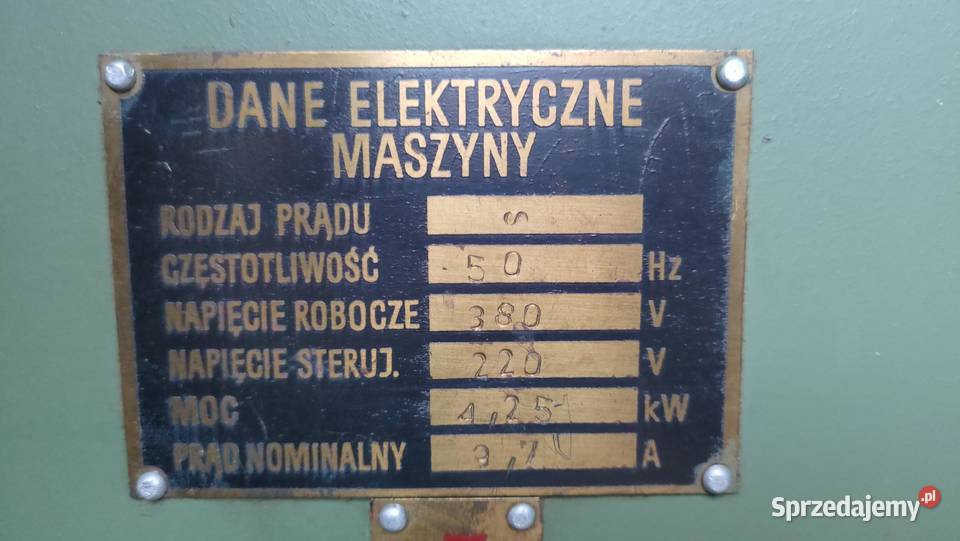 DANE ELEKTRYCZNE
MASZYNY
RODZAJ PRĄDU ∽
CZĘSTOTLIWOŚĆ 50 Hz
NAPIĘCIE ROBOCZE 380 V
NAPIĘCIE STERUJ. 220 V
MOC 4,25 kW
PRĄD NOMINALNY 9,7 A
Sprzedajemy.pl